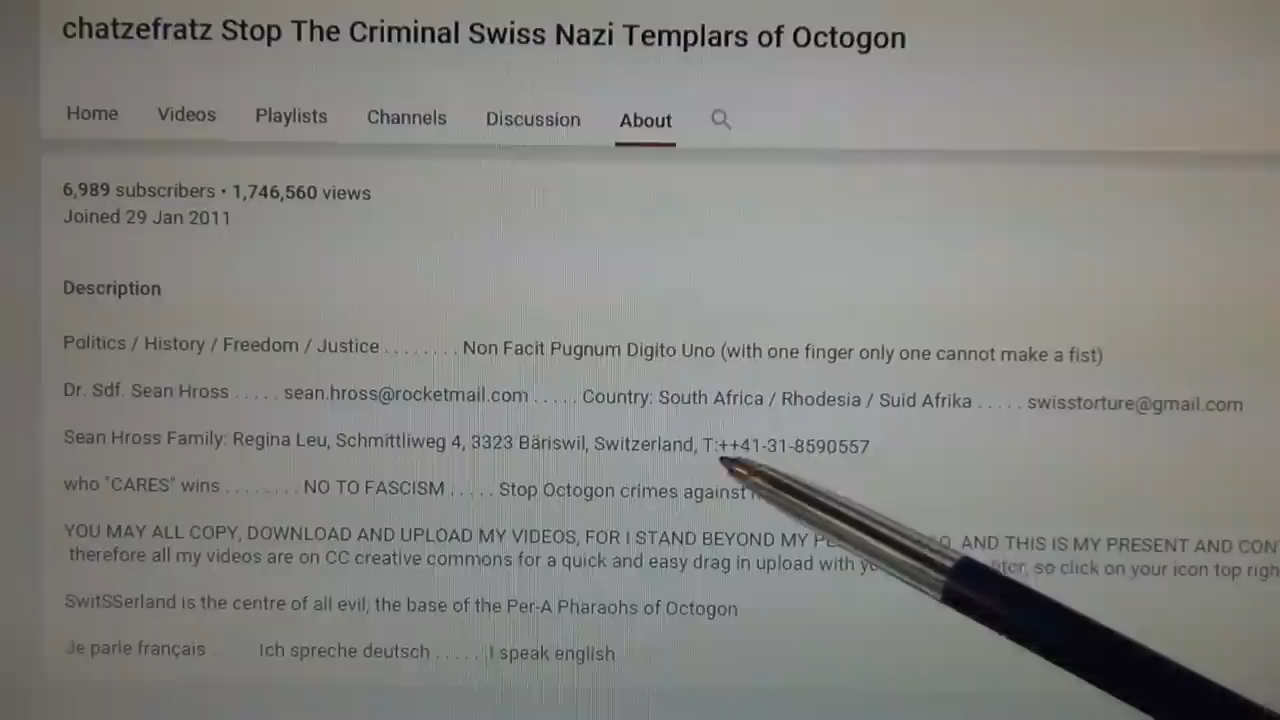 chatzefratz Stop The Criminal Swiss Nazi Templars of Octogon
Home Videos Playlists Channels Discussion About
6,989 subscribers • 1,746,560 views
Joined 29 Jan 2011
Description
Politics / History / Freedom / Justice . . . . . . . . Non Facit Pugnum Digito Uno (with one finger only one cannot make a fist)
Dr. Sdf. Sean Hross . . . . . sean.hross@rocketmail.com . . . . . Country: South Africa / Rhodesia / Suid Afrika . . . . . swisstorture@gmail.com
Sean Hross Family: Regina Leu, Schmittliweg 4, 3323 Bäriswil, Switzerland, T:++41-31-8590557
who "CARES" wins . . . . . . . . NO TO FASCISM . . . . . Stop Octogon crimes against
YOU MAY ALL COPY, DOWNLOAD AND UPLOAD MY VIDEOS, FOR I STAND BEYOND MY AND THIS IS MY PRESENT AND CON
therefore all my videos are on CC creative commons for a quick and easy drag in upload with so click on your icon top righ
SwitSSerland is the centre of all evil, the base of the Per-A Pharaohs of Octogon
Je parle français Ich spreche deutsch . . . . . I speak english